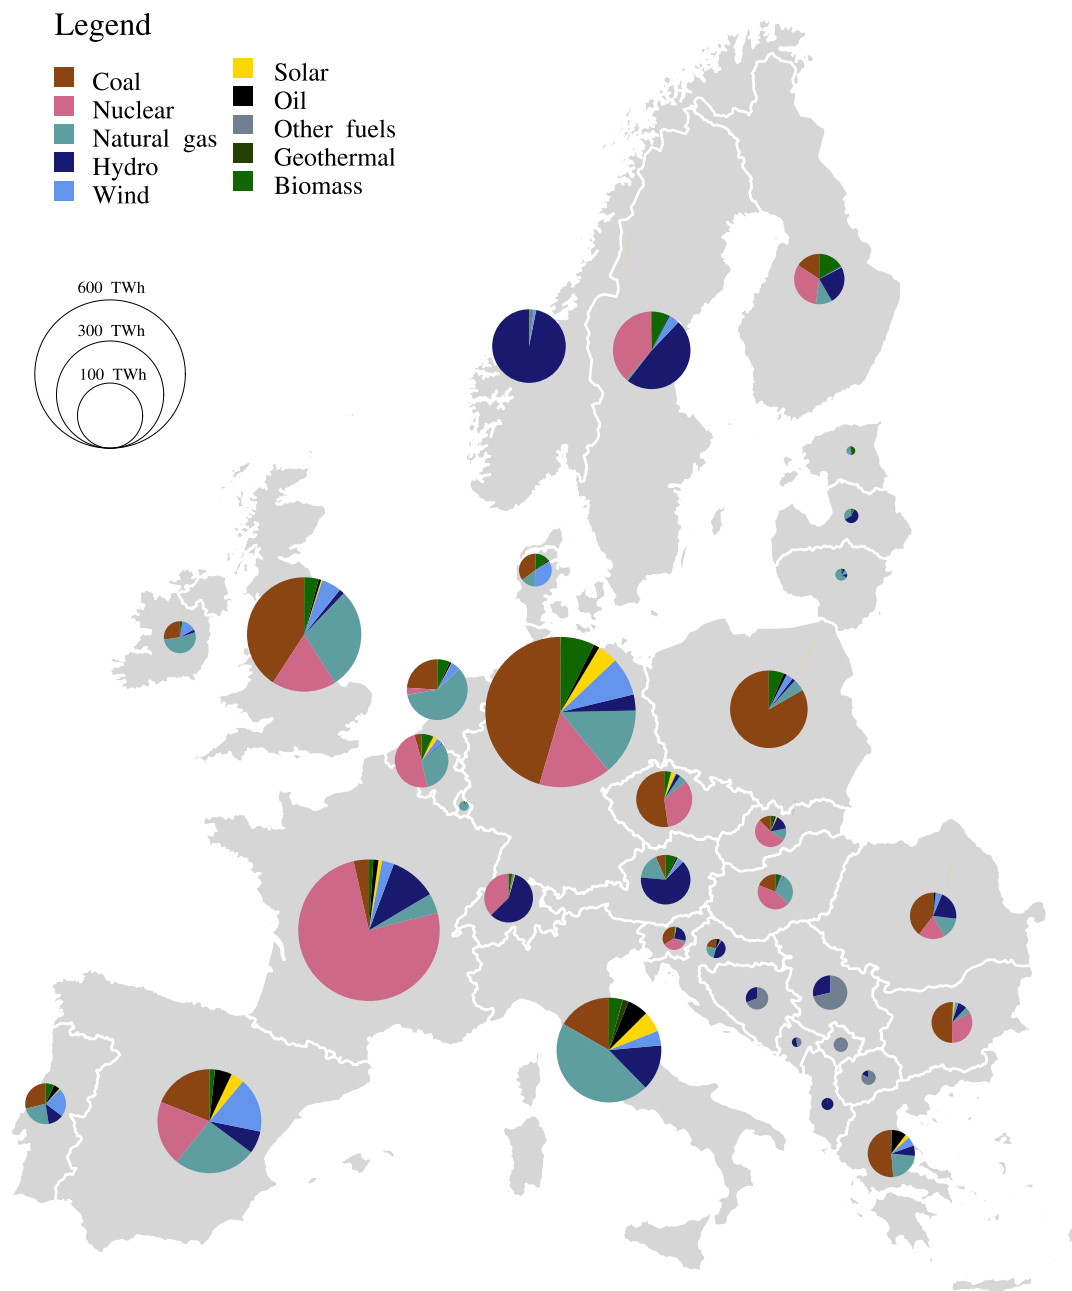 Legend
Coal
Nuclear
Natural gas
Hydro
Wind
Solar
Oil
Other fuels
Geothermal
Biomass
600 TWh
300 TWh
100 TWh